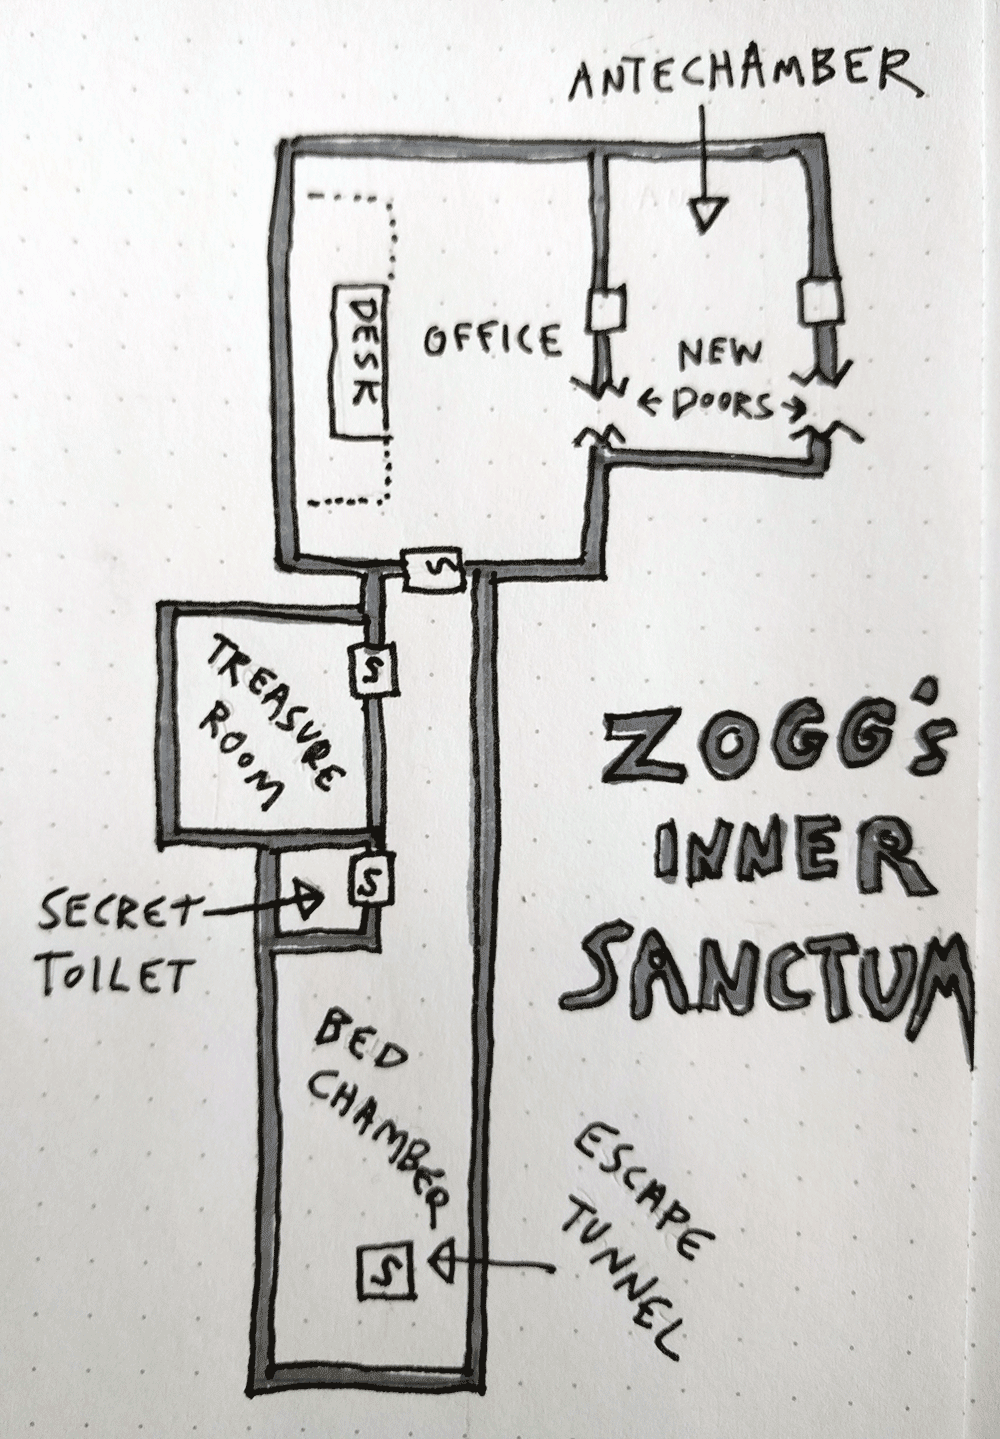 ANTECHAMBER
DESK
OFFICE
NEW
← DOORS →
S
S
TREASURE
ROOM
ZOGG'S
INNER
SANCTUM
S
SECRET
TOILET
BED
CHAMBER
ESCAPE
TUNNEL
S